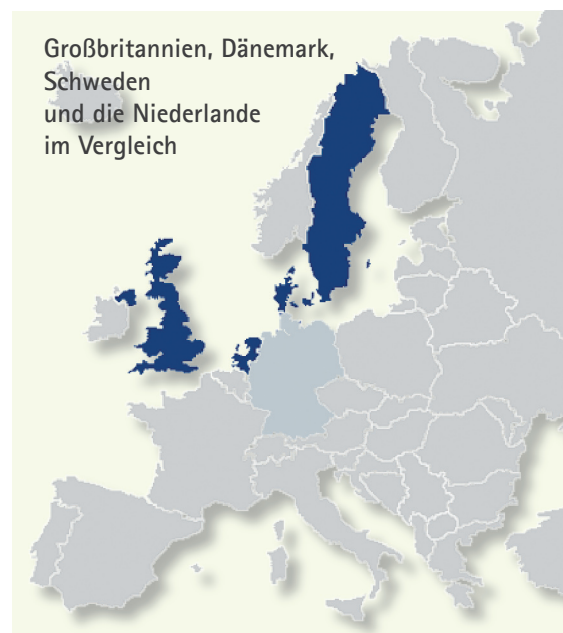 Großbritannien, Dänemark,
Schweden
und die Niederlande
im Vergleich